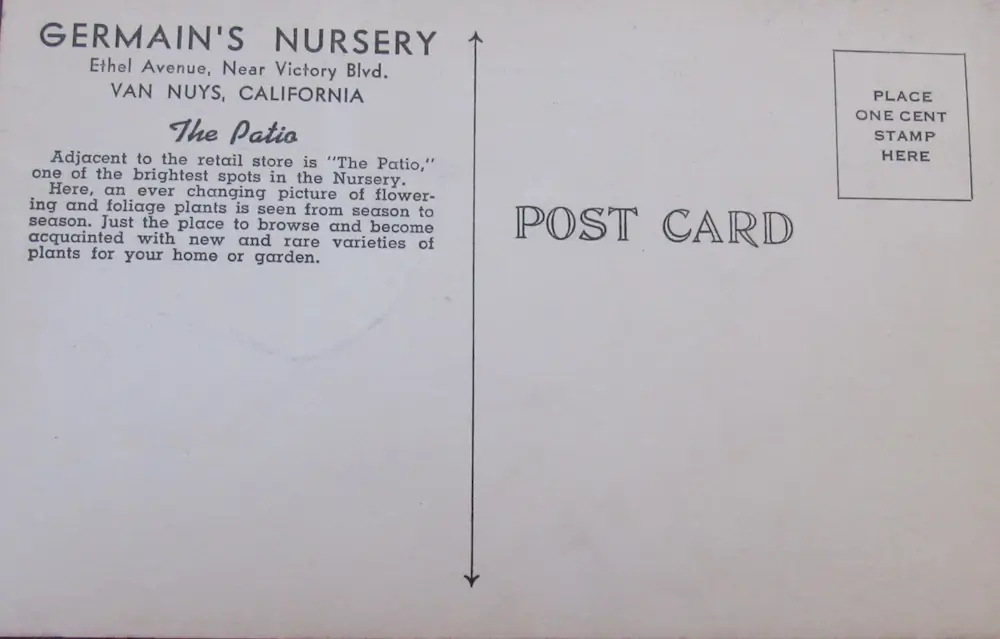 GERMAIN'S NURSERY
Ethel Avenue, Near Victory Blvd.
VAN NUYS, CALIFORNIA
The Patio
Adjacent to the retail store is "The Patio,"
one of the brightest spots in the Nursery.
Here, an ever changing picture of flower-
ing and foliage plants is seen from season to
season. Just the place to browse and become
acquainted with new and rare varieties of
plants for your home or garden.
POST CARD
PLACE
ONE CENT
STAMP
HERE